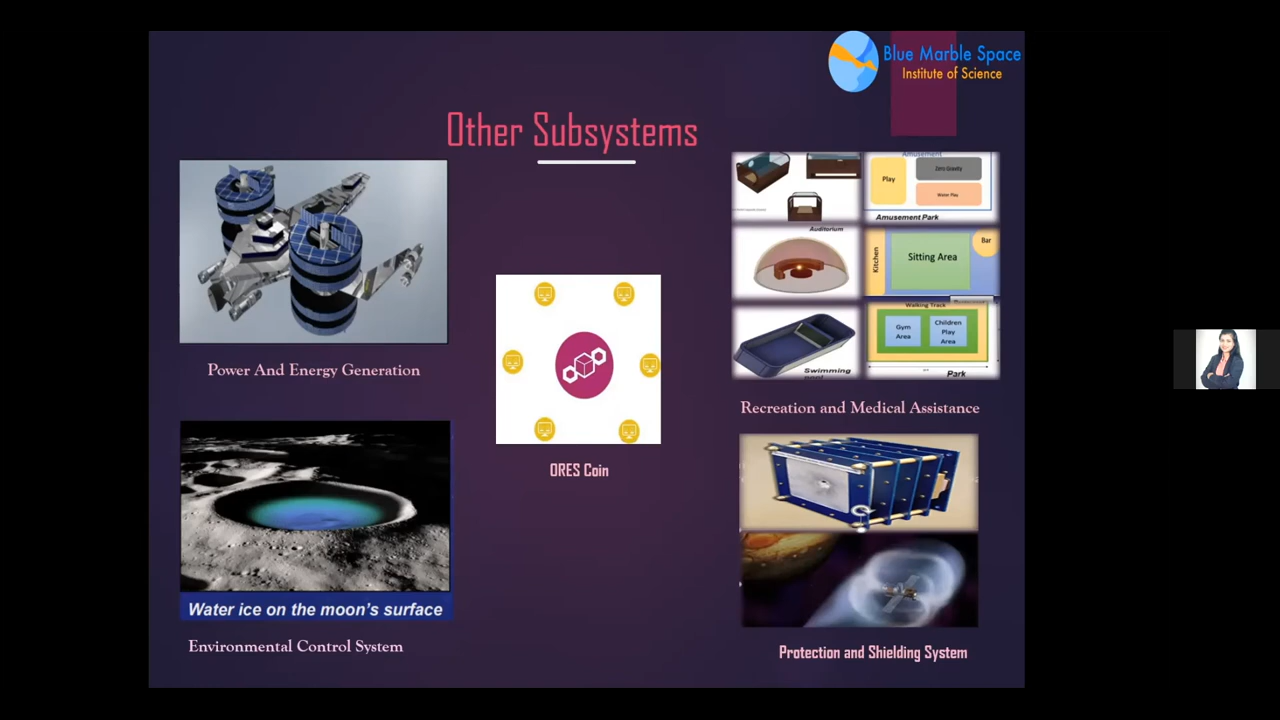 Blue Marble Space
Institute of Science
Other Subsystems
Power And Energy Generation
Water ice on the moon's surface
Environmental Control System
ORES Coin
Amusement
Play
Zero Gravity
Water Play
Amusement Park
Auditorium
Kitchen
Sitting Area
Bar
Swimming
pool
Walking Track
Gym
Area
Children
Play
Area
Park
Recreation and Medical Assistance
Protection and Shielding System